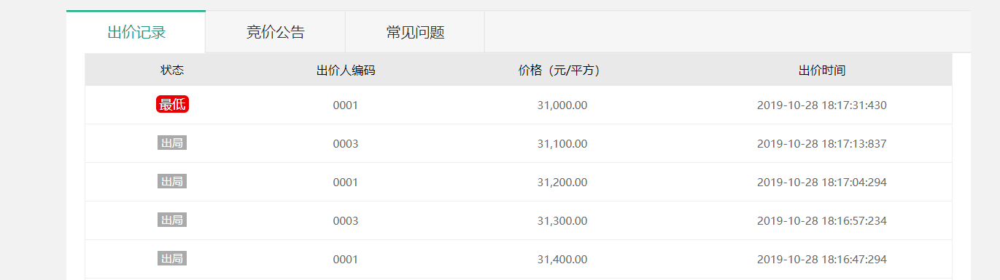 出价记录 竞价公告 常见问题
状态 出价人编码 价格（元/平方） 出价时间
最低 0001 31,000.00 2019-10-28 18:17:31:430
出局 0003 31,100.00 2019-10-28 18:17:13:837
出局 0001 31,200.00 2019-10-28 18:17:04:294
出局 0003 31,300.00 2019-10-28 18:16:57:234
出局 0001 31,400.00 2019-10-28 18:16:47:294